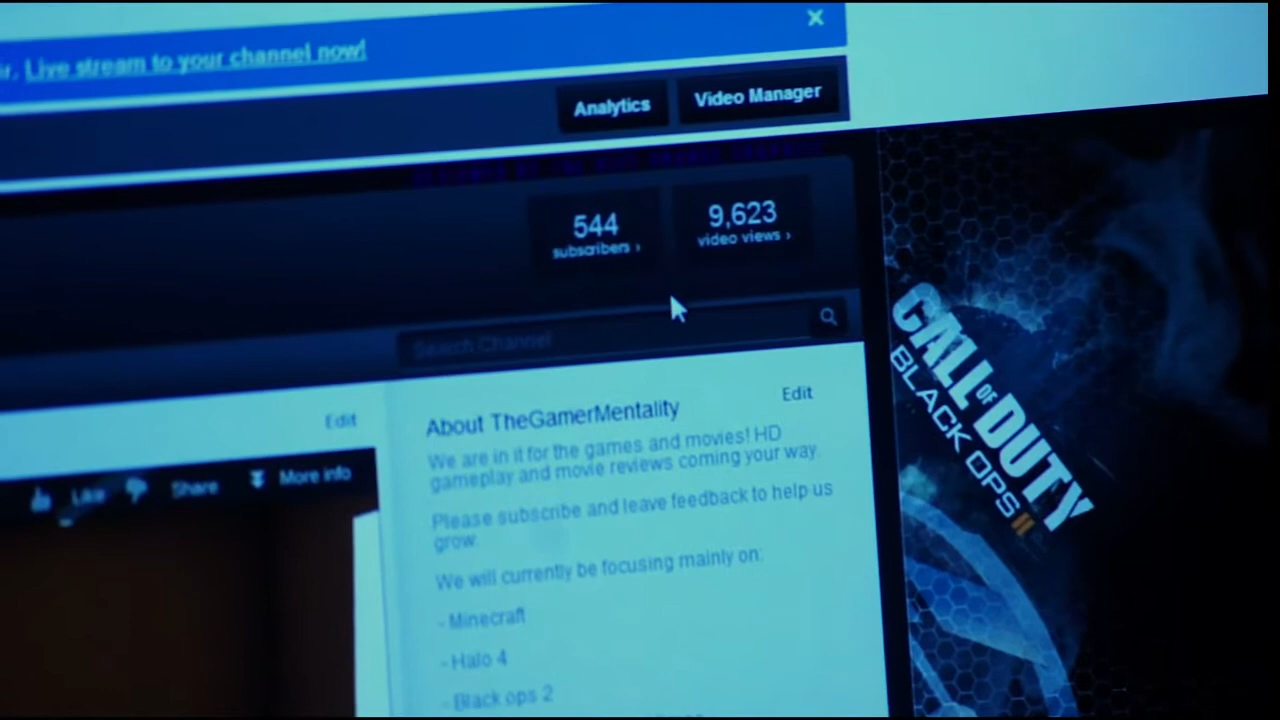 ir. Live stream to your channel now!
Analytics
Video Manager
544
subscribers ›
9,623
video views ›
Search Channel
Edit
Like
Share
More info
About TheGamerMentality
Edit
We are in it for the games and movies! HD
gameplay and movie reviews coming your way.
Please subscribe and leave feedback to help us
grow.
We will currently be focusing mainly on:
- Minecraft
- Halo 4
- Black ops 2
CALL OF DUTY
BLACK OPS II